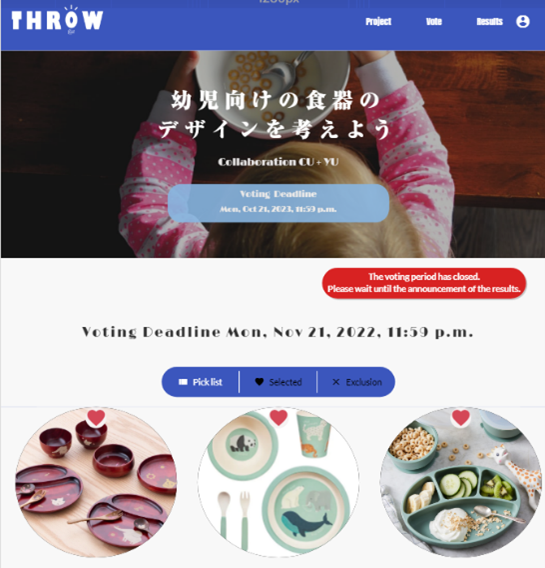 THROW
Project Vote Results
幼児向けの食器の
デザインを考えよう
Collaboration CU + YU
Voting Deadline
Mon, Oct 21, 2023, 11:59 p.m.
The voting period has closed.
Please wait until the announcement of the results.
Voting Deadline Mon, Nov 21, 2022, 11:59 p.m.
Pick list Selected Exclusion